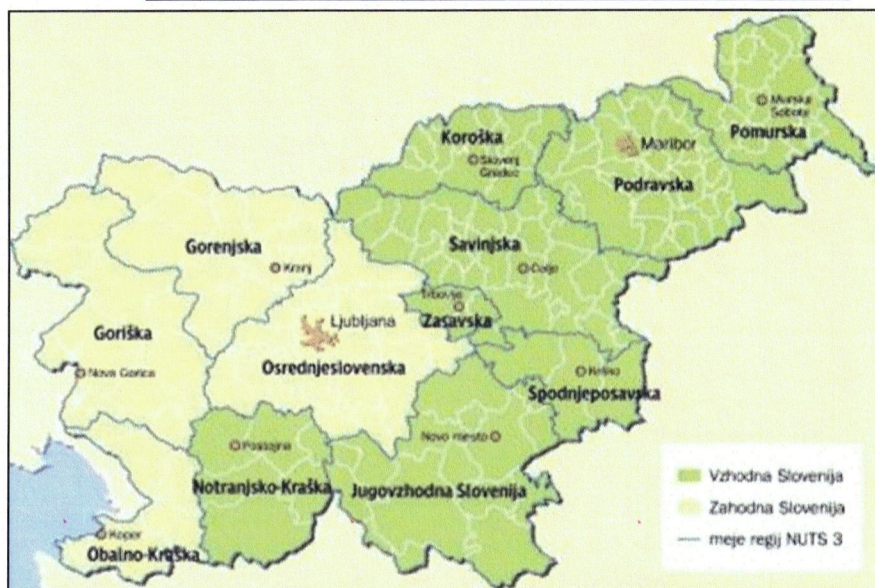 Murska
Sobota
Pomurska
Koroška
Slovenj
Gradec
Maribor
Podravska
Gorenjska
Kranj
Savinjska
Celje
Trbovlje
Zasavska
Ljubljana
Goriška
Osrednjeslovenska
Nova Gorica
Krško
Spodnjeposavska
Postojna
Novo mesto
Notranjsko-Kraška
Jugovzhodna Slovenija
Koper
Obalno-Kraška
Vzhodna Slovenija
Zahodna Slovenija
meje regij NUTS 3